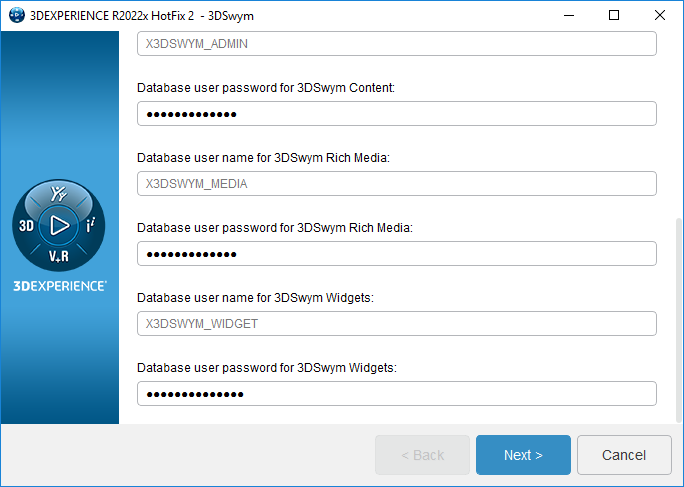 3DEXPERIENCE R2022x HotFix 2 - 3DSwym
X3DSWYM_ADMIN
Database user password for 3DSwym Content:
●●●●●●●●●●●●●
Database user name for 3DSwym Rich Media:
X3DSWYM_MEDIA
Database user password for 3DSwym Rich Media:
●●●●●●●●●●●●●
Database user name for 3DSwym Widgets:
X3DSWYM_WIDGET
Database user password for 3DSwym Widgets:
●●●●●●●●●●●●●●
3D
i²
V+R
3DEXPERIENCE
< Back
Next >
Cancel